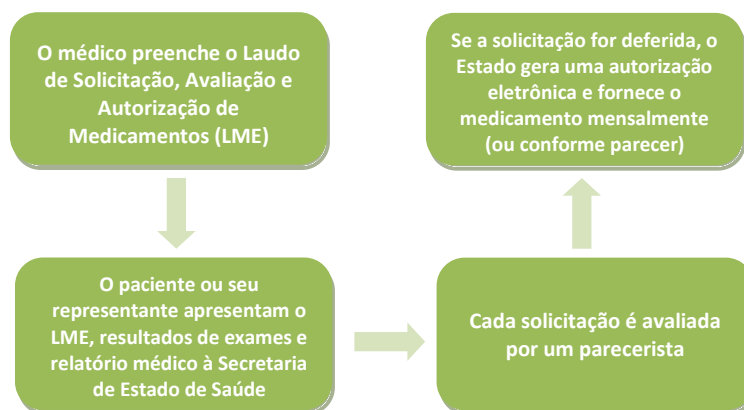 O médico preenche o Laudo
de Solicitação, Avaliação e
Autorização de
Medicamentos (LME)
O paciente ou seu
representante apresentam o
LME, resultados de exames e
relatório médico à Secretaria
de Estado de Saúde
Cada solicitação é avaliada
por um parecerista
Se a solicitação for deferida, o
Estado gera uma autorização
eletrônica e fornece o
medicamento mensalmente
(ou conforme parecer)